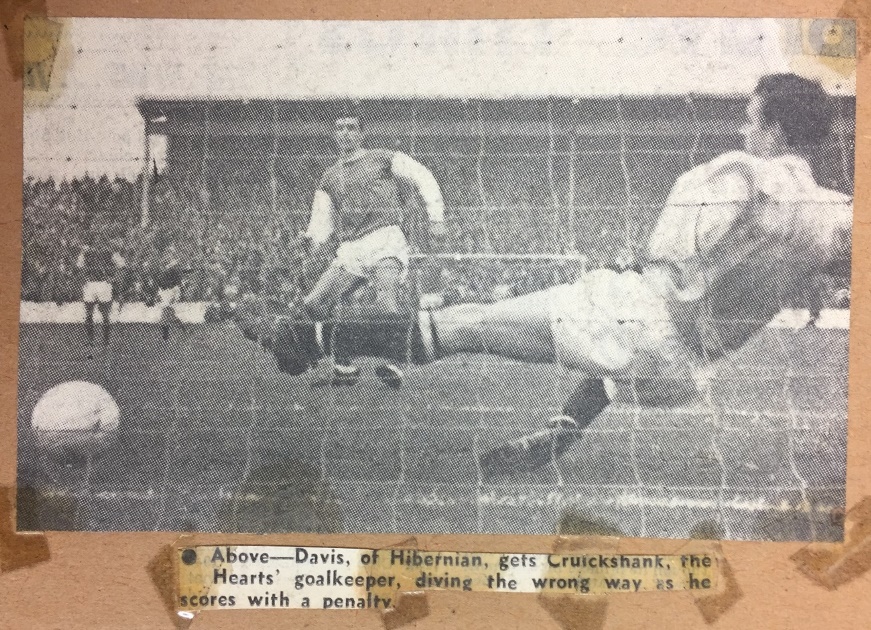 ● Above—Davis, of Hibernian, gets Cruickshank, the
Hearts' goalkeeper, diving the wrong way as he
scores with a penalty.